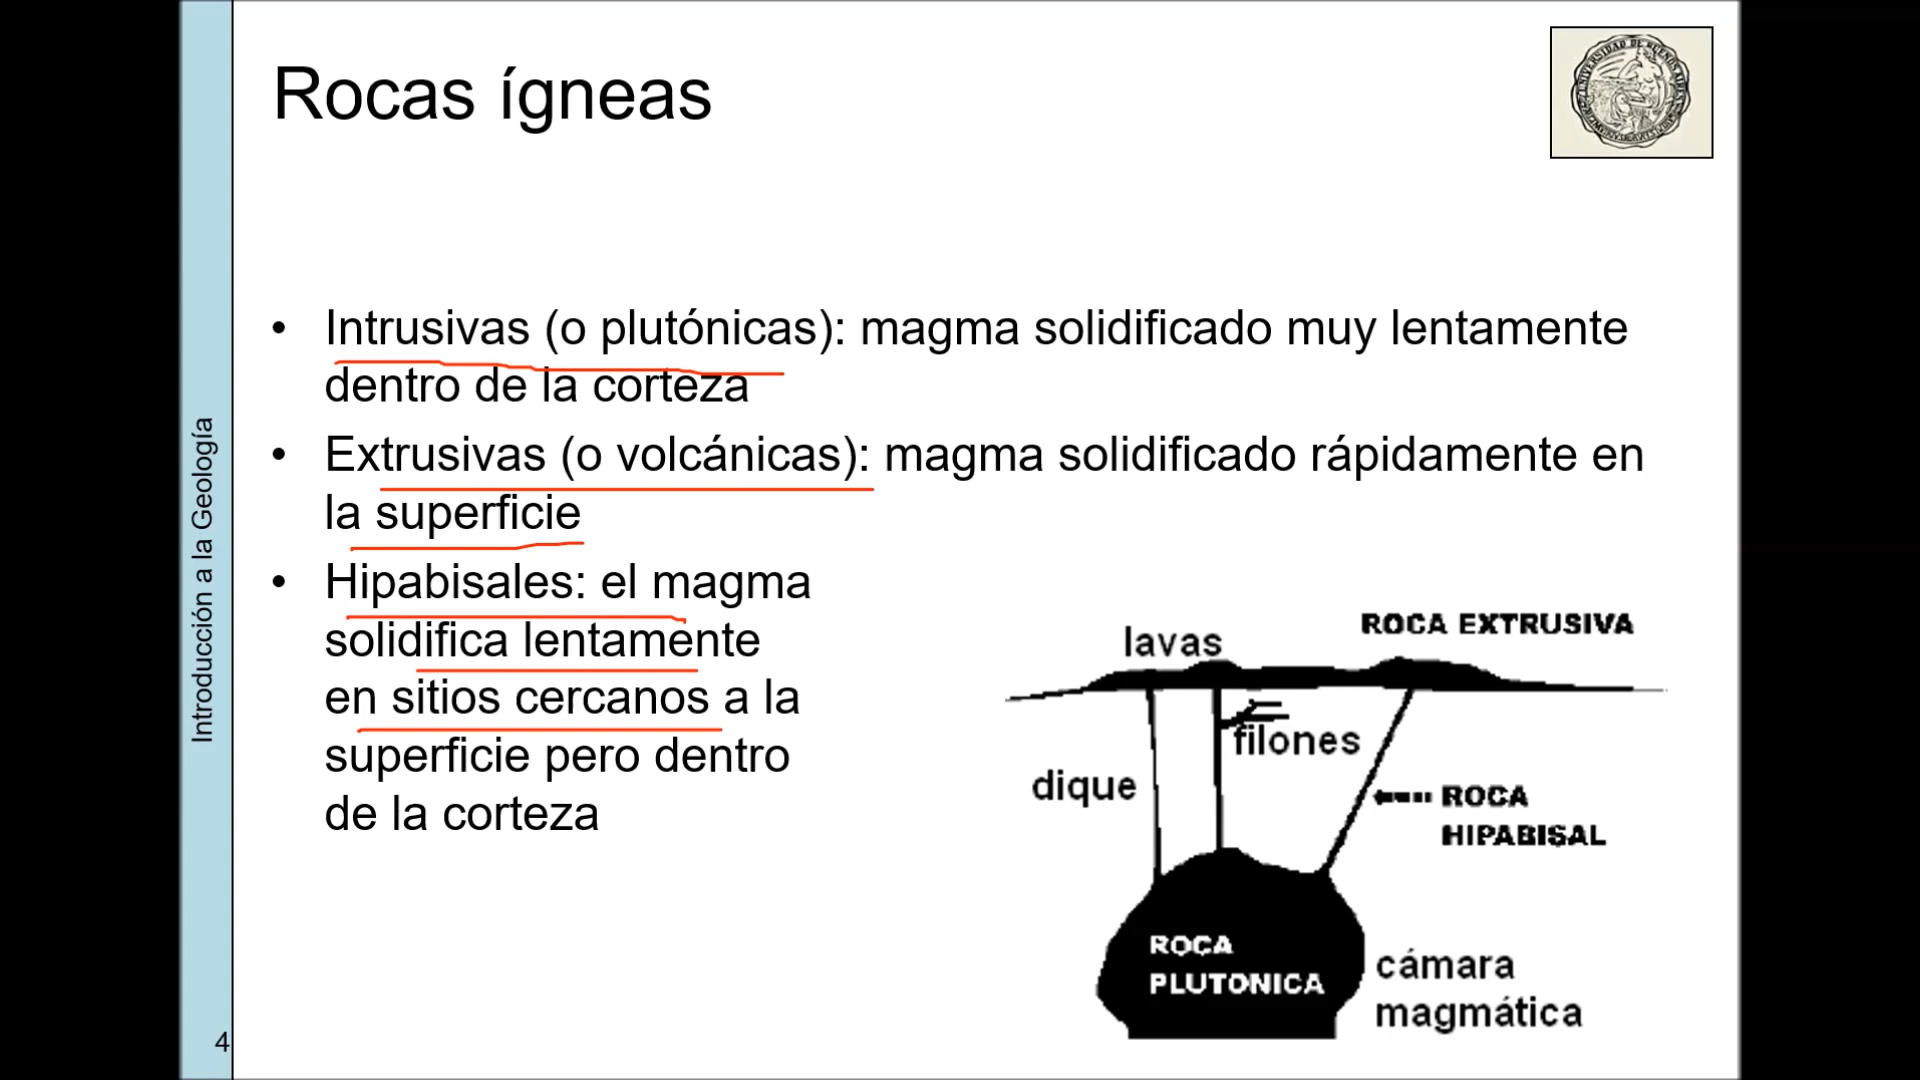 Rocas ígneas
• Intrusivas (o plutónicas): magma solidificado muy lentamente
dentro de la corteza
• Extrusivas (o volcánicas): magma solidificado rápidamente en
la superficie
• Hipabisales: el magma
solidifica lentamente
en sitios cercanos a la
superficie pero dentro
de la corteza
lavas
ROCA EXTRUSIVA
filones
dique
ROCA
HIPABISAL
ROCA
PLUTONICA
cámara
magmática
Introducción a la Geología
4